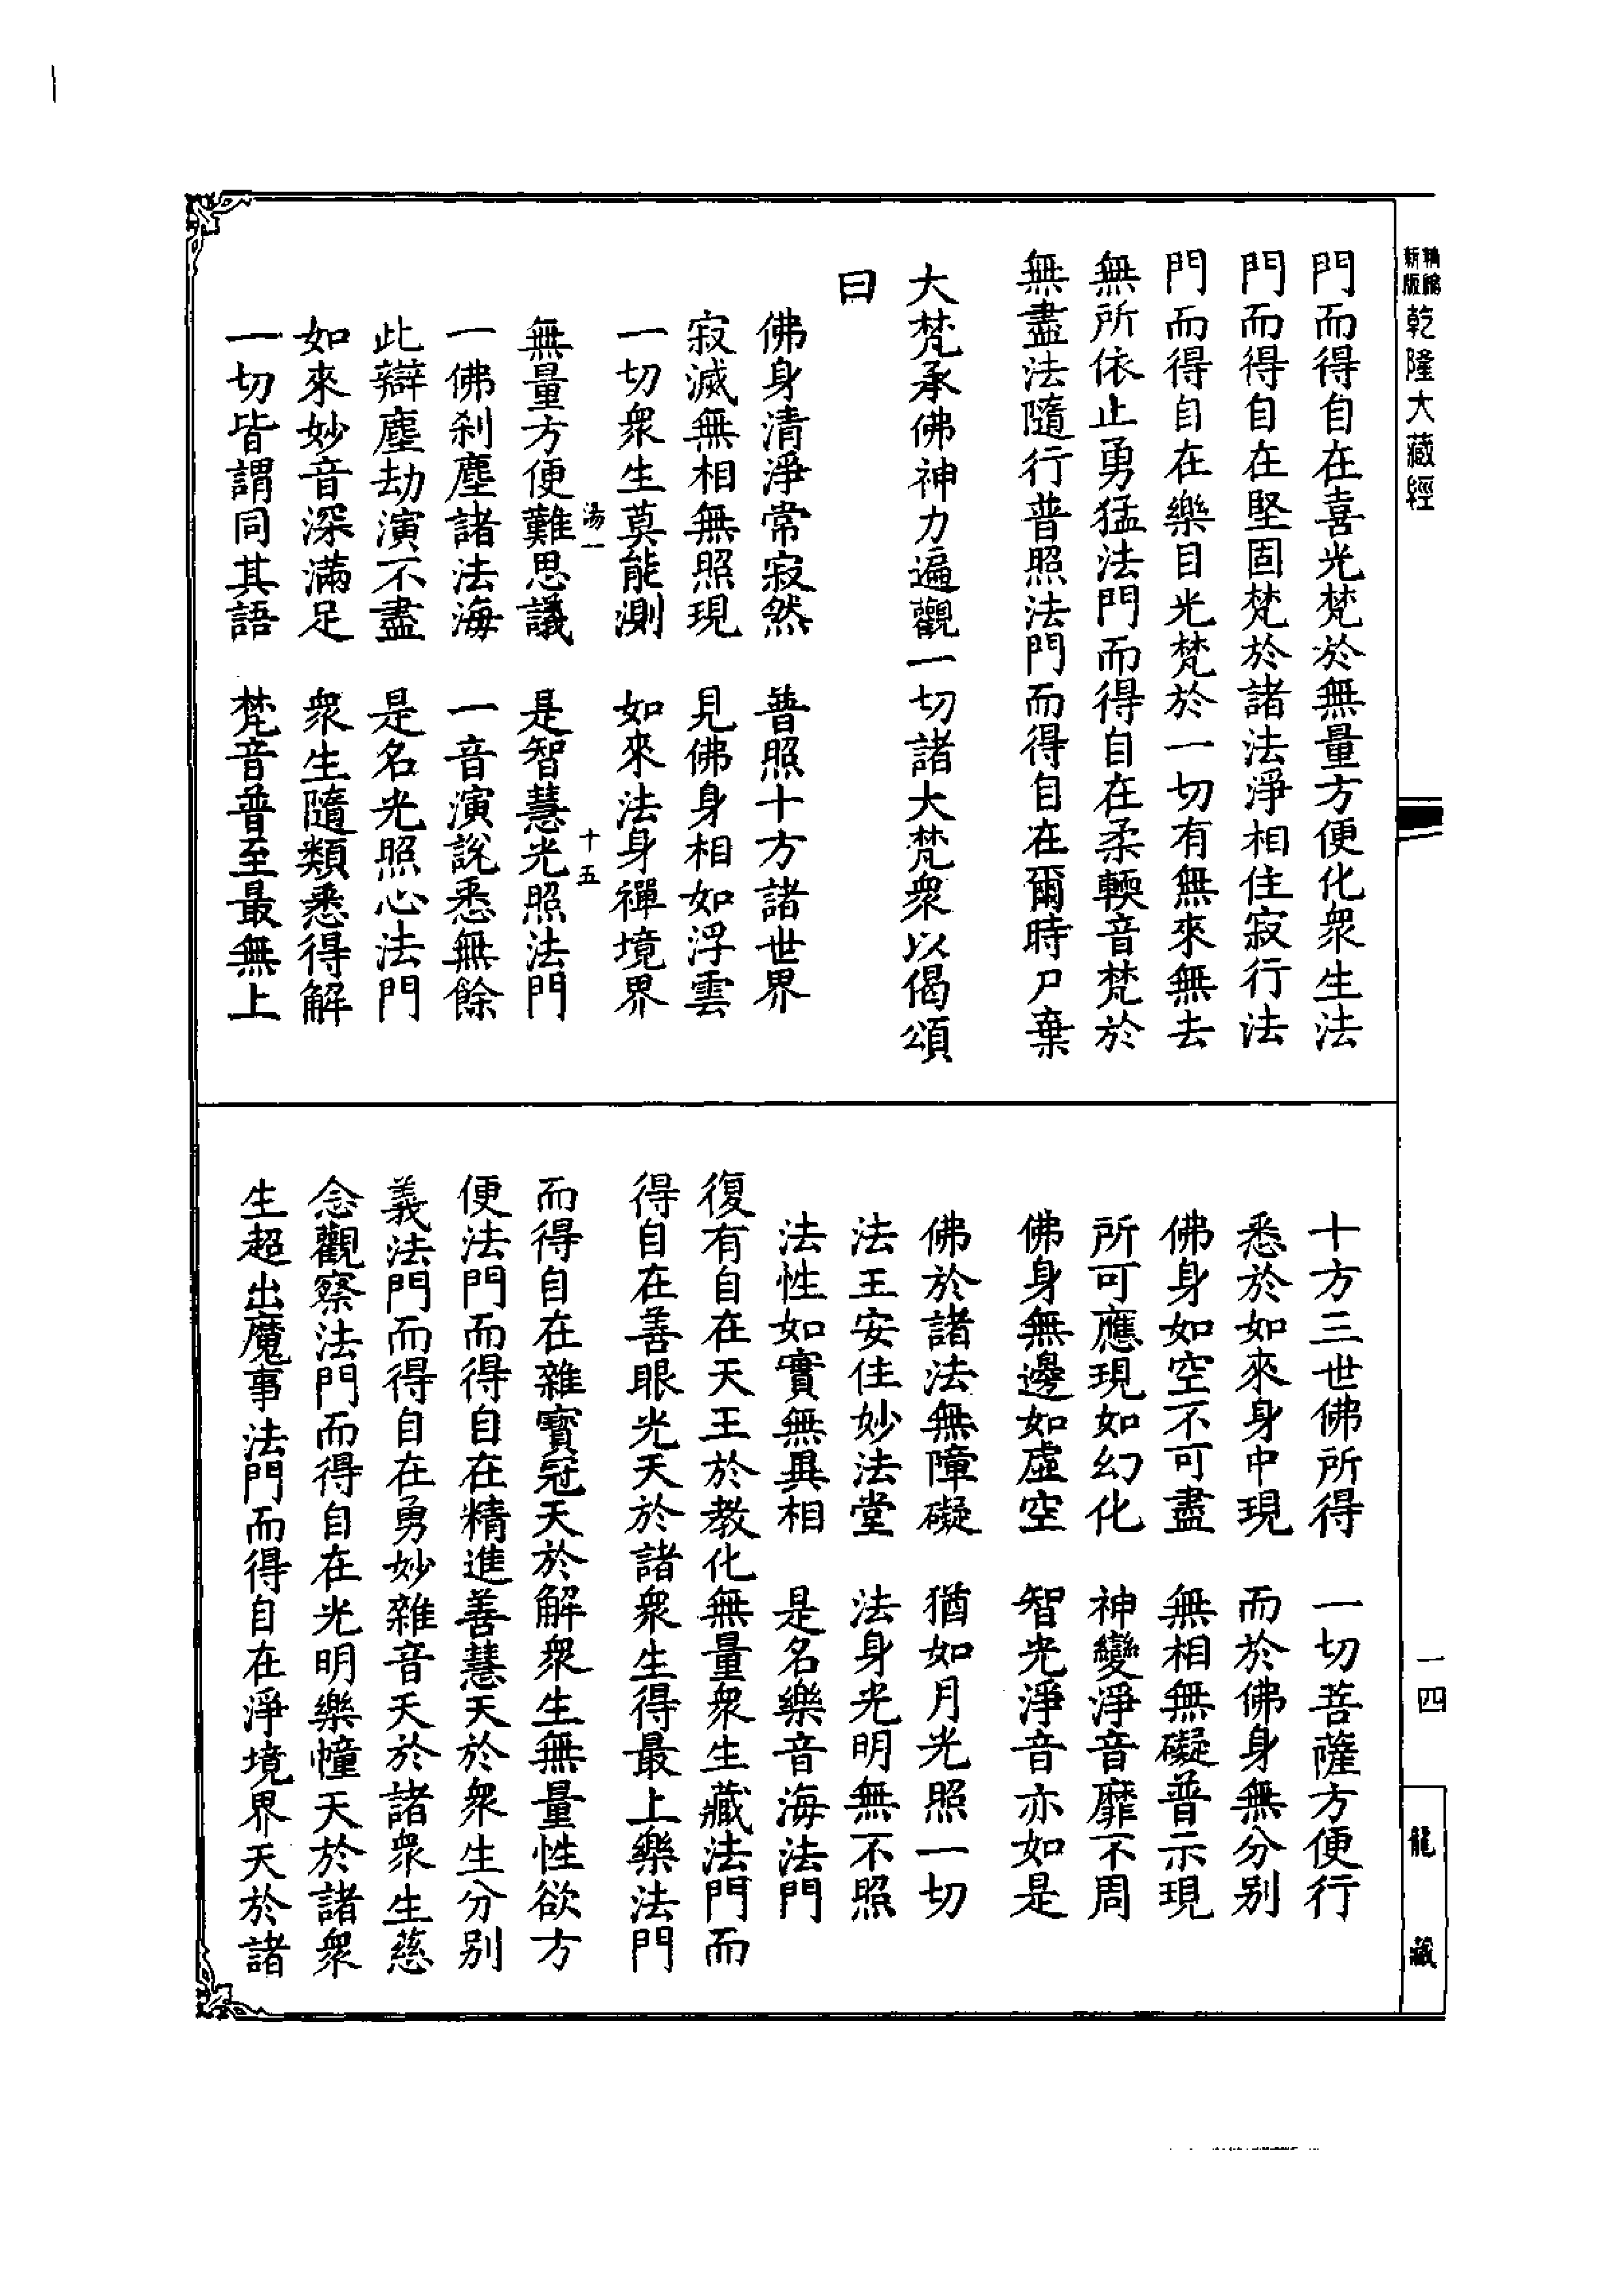 新版
乾隆大藏經
門而得自在喜光梵於無量方便化衆生法
門而得自在堅固梵於諸法淨相住寂行法
門而得自在樂目光梵於一切有無來無去
無所依止勇猛法門而得自在柔輭音梵於
無盡法隨行普照法門而得自在爾時尸棄
大梵承佛神力遍觀一切諸大梵衆以偈頌
曰
佛身清淨常寂然　普照十方諸世界
寂滅無相無照現　見佛身相如浮雲
一切衆生莫能測　如來法身禪境界
湯一　十五
無量方便難思議　是智慧光照法門
一佛刹塵諸法海　一音演說悉無餘
此辯塵劫演不盡　是名光照心法門
如來妙音深滿足　衆生隨類悉得解
一切皆謂同其語　梵音普至最無上
十方三世佛所得　一切菩薩方便行
悉於如來身中現　而於佛身無分别
佛身如空不可盡　無相無礙普示現
所可應現如幻化　神變淨音靡不周
佛身無邊如虛空　智光淨音亦如是
佛於諸法無障礙　猶如月光照一切
法王安住妙法堂　法身光明無不照
法性如實無異相　是名樂音海法門
復有自在天王於教化無量衆生藏法門而
得自在善眼光天於諸衆生得最上樂法門
而得自在雜寶冠天於解衆生無量性欲方
便法門而得自在精進善慧天於衆生分别
義法門而得自在勇妙雜音天於諸衆生慈
念觀察法門而得自在光明樂幢天於諸衆
生超出魔事法門而得自在淨境界天於諸
一四
龍藏